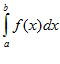 ∫_a^b f(x)dx